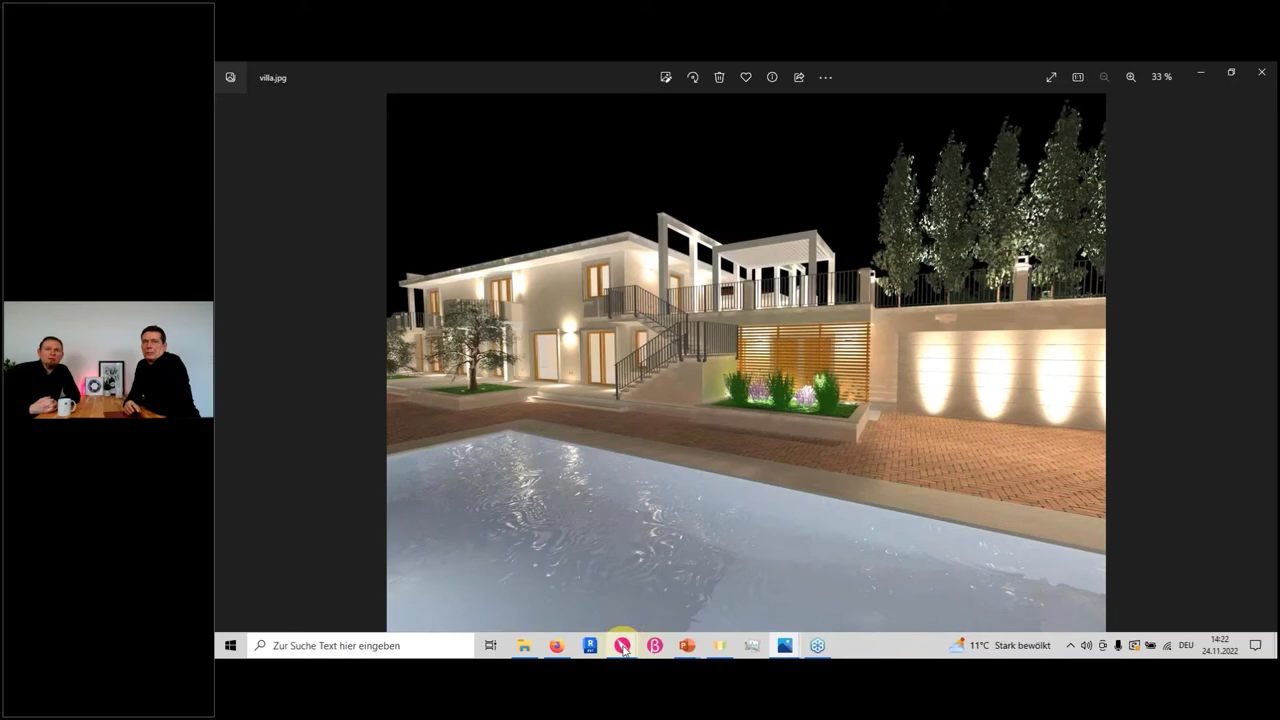 villa.jpg
33 %
Zur Suche Text hier eingeben
R
β
11°C Stark bewölkt
DEU
14:22
24.11.2022